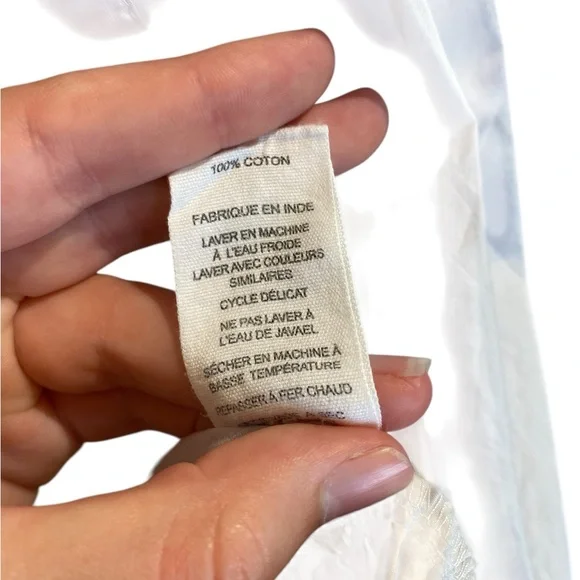 100% COTON
FABRIQUE EN INDE
LAVER EN MACHINE
À L'EAU FROIDE
LAVER AVEC COULEURS
SIMILAIRES
CYCLE DÉLICAT
NE PAS LAVER À
L'EAU DE JAVAEL
SÉCHER EN MACHINE À
BASSE TEMPÉRATURE
REPASSER À FER CHAUD